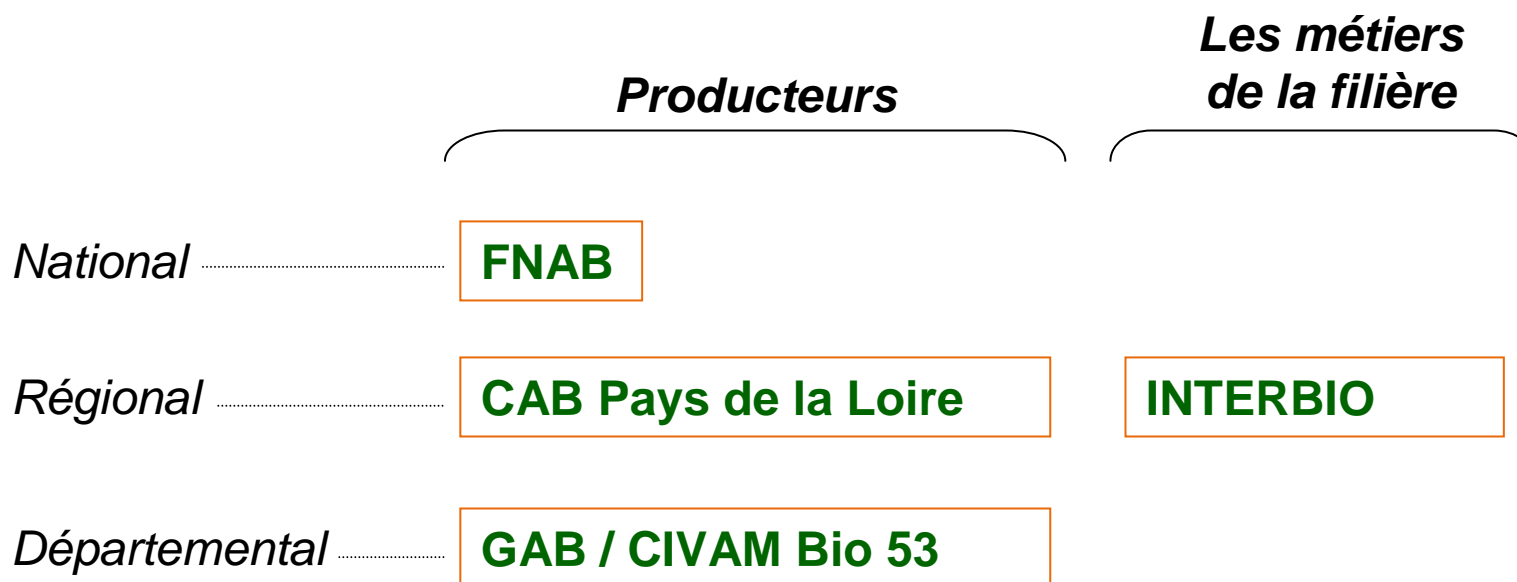 Les métiers
de la filière
Producteurs
National
FNAB
Régional
CAB Pays de la Loire
INTERBIO
Départemental
GAB / CIVAM Bio 53